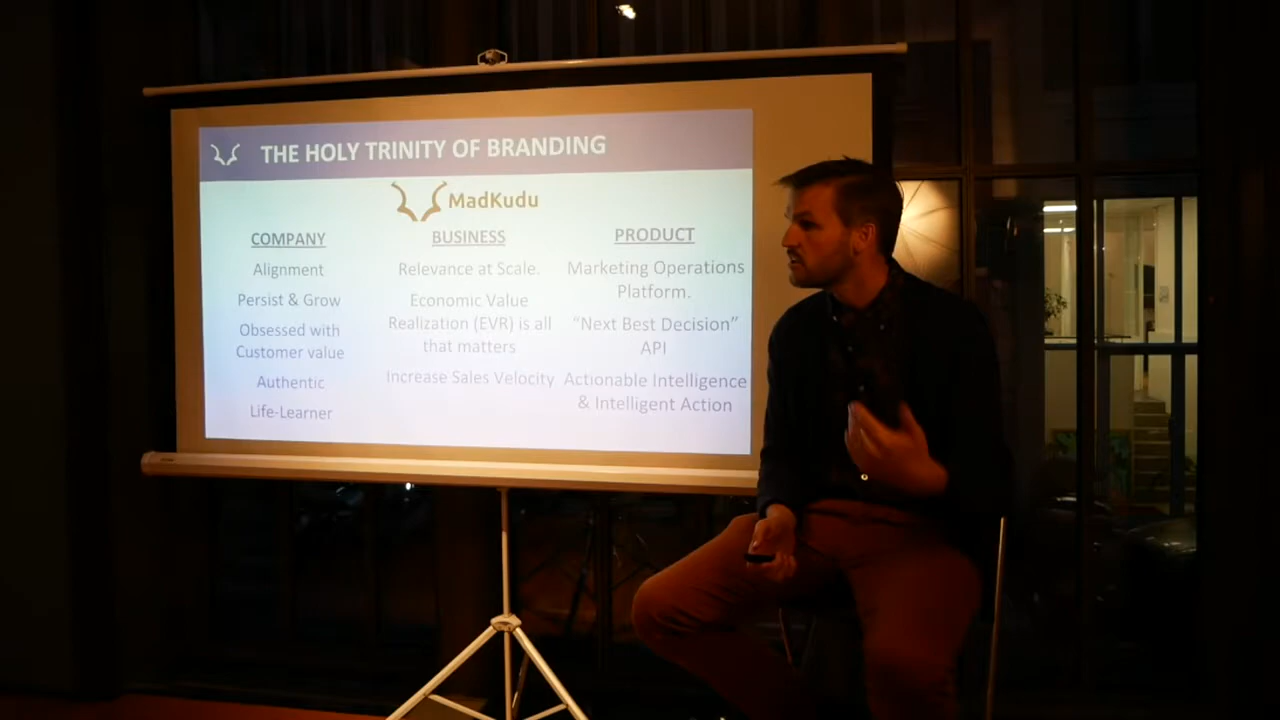 THE HOLY TRINITY OF BRANDING
MadKudu
COMPANY
Alignment
Persist & Grow
Obsessed with
Customer value
Authentic
Life-Learner
BUSINESS
Relevance at Scale.
Economic Value
Realization (EVR) is all
that matters
Increase Sales Velocity
PRODUCT
Marketing Operations
Platform.
“Next Best Decision”
API
Actionable Intelligence
& Intelligent Action